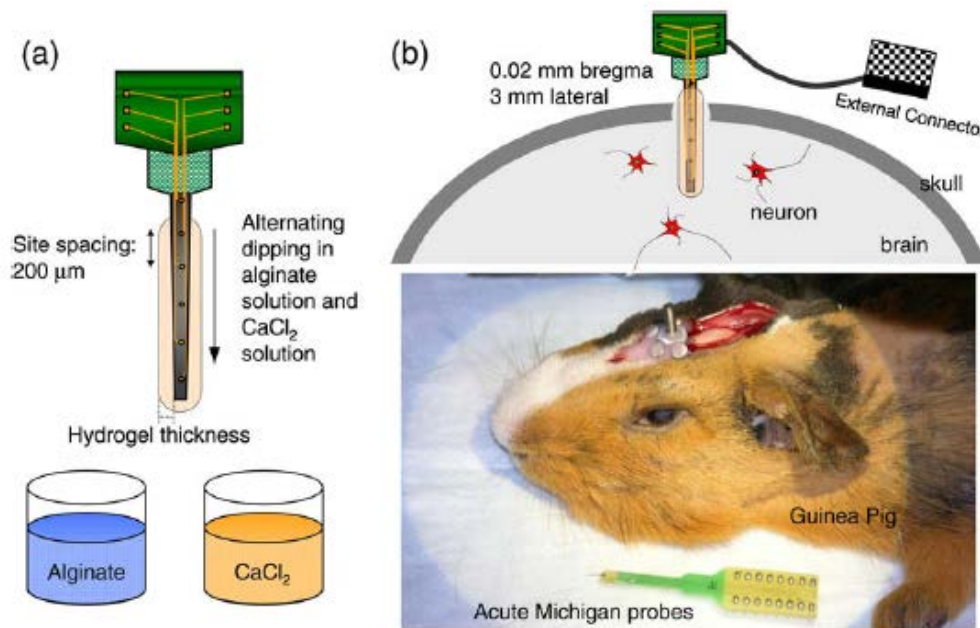 (a)
Site spacing:
200 μm
Alternating
dipping in
alginate
solution and
CaCl₂
solution
Hydrogel thickness
Alginate
CaCl₂
(b)
0.02 mm bregma
3 mm lateral
External Connecto
skull
neuron
brain
Guinea Pig
Acute Michigan probes